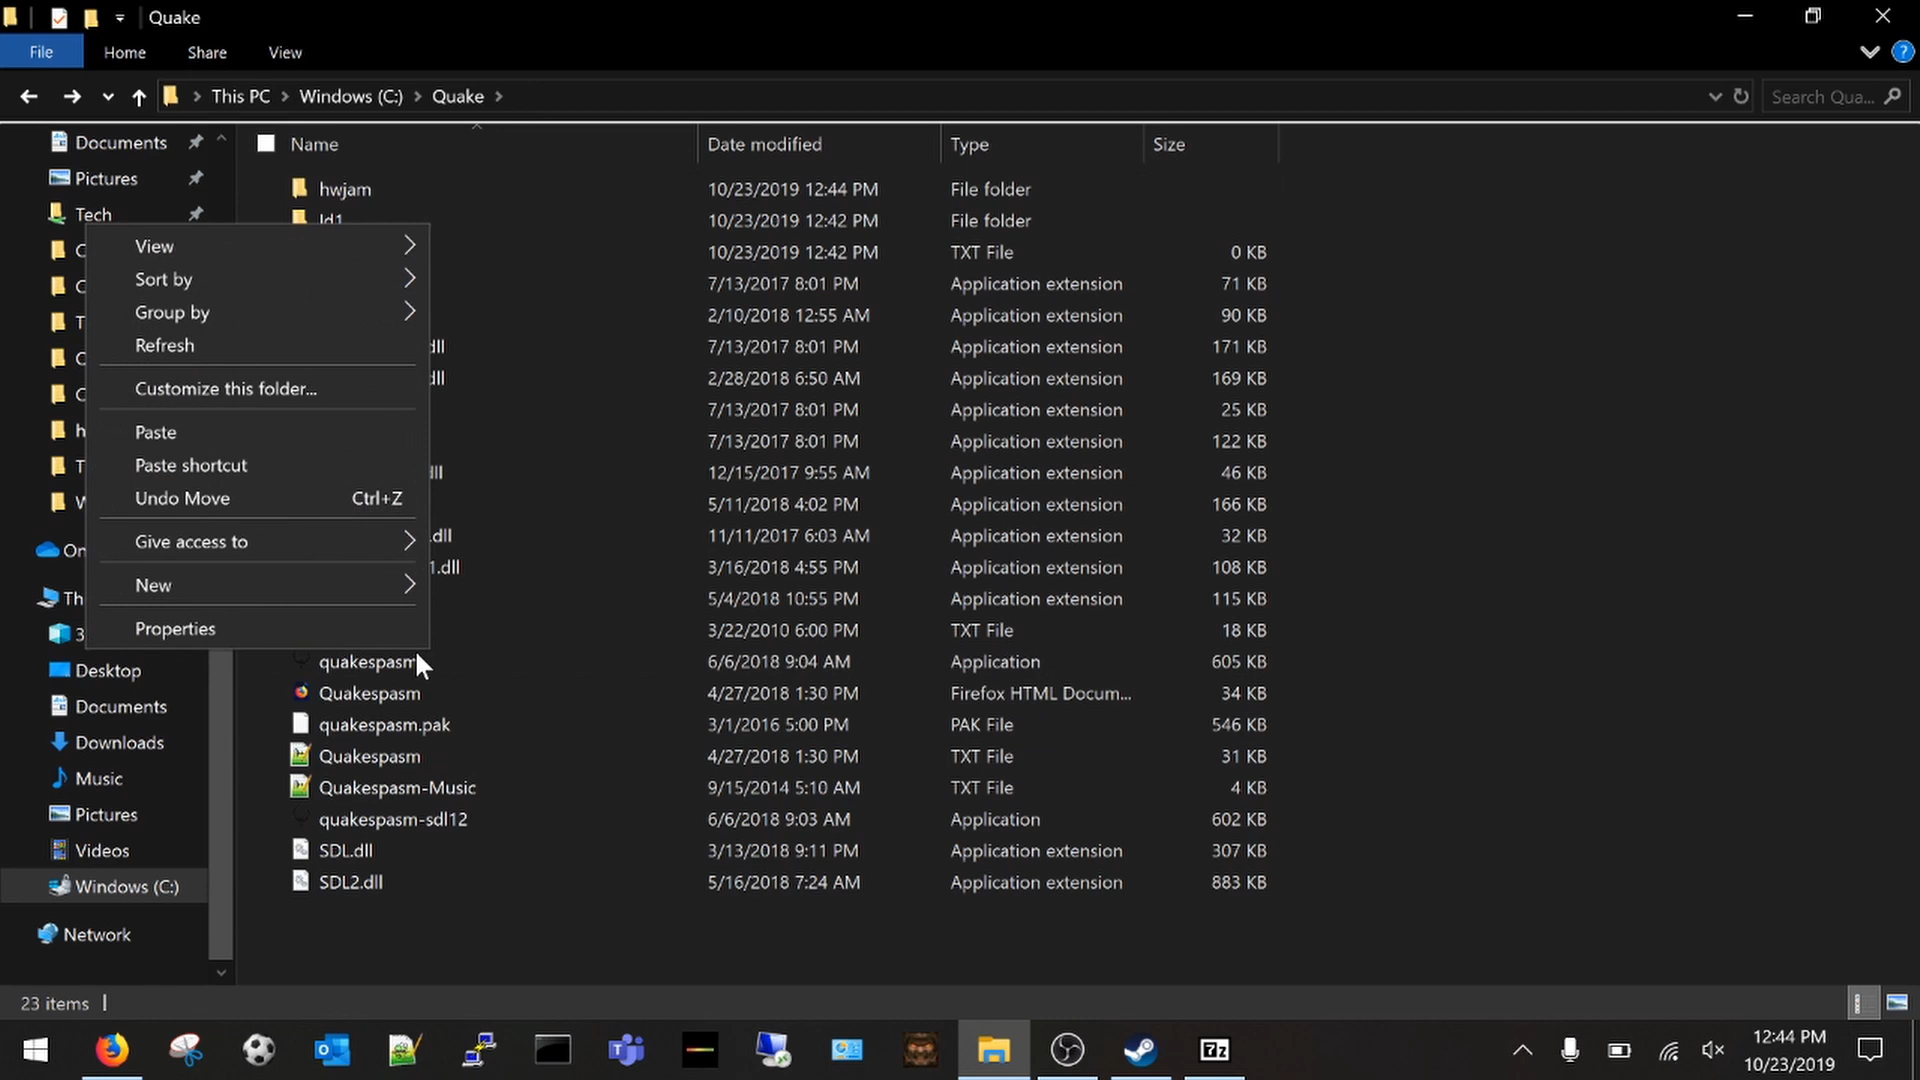 Quake
File Home Share View
This PC Windows (C:) Quake Search Qua...
Name Date modified Type Size
Documents
Pictures
Tech
On
Th
3
Desktop
Documents
Downloads
Music
Pictures
Videos
Windows (C:)
Network
View
Sort by
Group by
Refresh
Customize this folder...
Paste
Paste shortcut
Undo Move Ctrl+Z
Give access to
New
Properties
hwjam 10/23/2019 12:44 PM File folder
Id1 10/23/2019 12:42 PM File folder
10/23/2019 12:42 PM TXT File 0 KB
7/13/2017 8:01 PM Application extension 71 KB
2/10/2018 12:55 AM Application extension 90 KB
dll 7/13/2017 8:01 PM Application extension 171 KB
dll 2/28/2018 6:50 AM Application extension 169 KB
7/13/2017 8:01 PM Application extension 25 KB
7/13/2017 8:01 PM Application extension 122 KB
dll 12/15/2017 9:55 AM Application extension 46 KB
5/11/2018 4:02 PM Application extension 166 KB
.dll 11/11/2017 6:03 AM Application extension 32 KB
1.dll 3/16/2018 4:55 PM Application extension 108 KB
5/4/2018 10:55 PM Application extension 115 KB
3/22/2010 6:00 PM TXT File 18 KB
quakespasm 6/6/2018 9:04 AM Application 605 KB
Quakespasm 4/27/2018 1:30 PM Firefox HTML Docum... 34 KB
quakespasm.pak 3/1/2016 5:00 PM PAK File 546 KB
Quakespasm 4/27/2018 1:30 PM TXT File 31 KB
Quakespasm-Music 9/15/2014 5:10 AM TXT File 4 KB
quakespasm-sdl12 6/6/2018 9:03 AM Application 602 KB
SDL.dll 3/13/2018 9:11 PM Application extension 307 KB
SDL2.dll 5/16/2018 7:24 AM Application extension 883 KB
23 items
7z
12:44 PM
10/23/2019